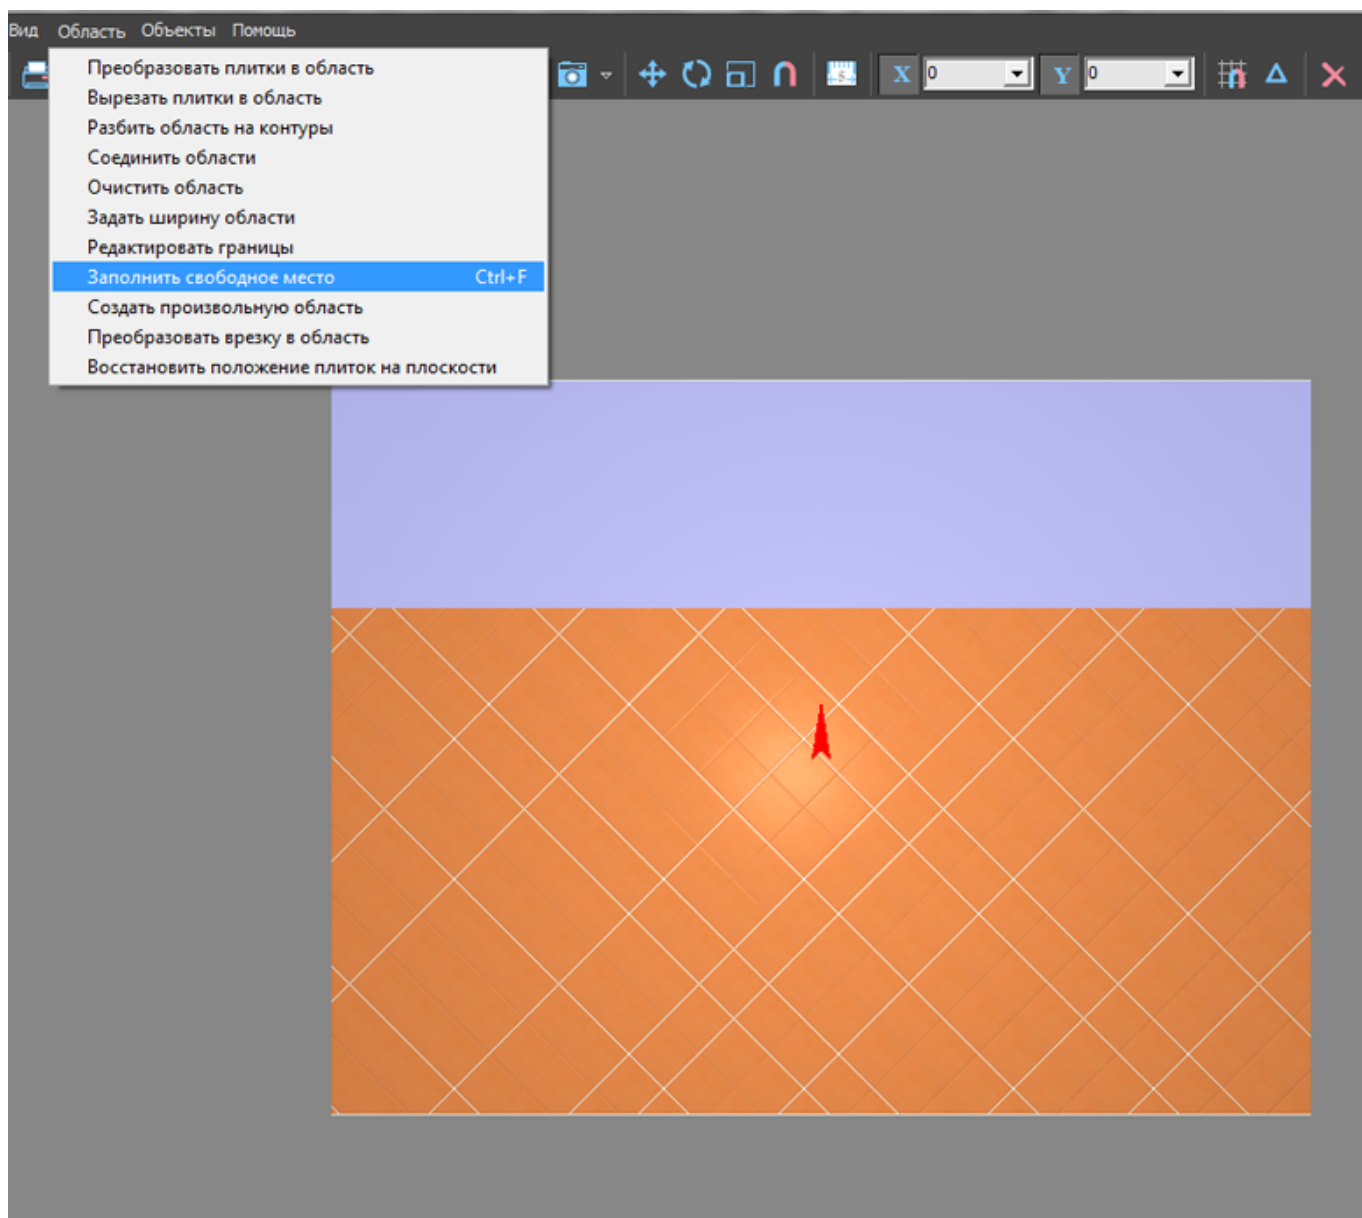 Вид Область Объекты Помощь
X 0 Y 0
Преобразовать плитки в область
Вырезать плитки в область
Разбить область на контуры
Соединить области
Очистить область
Задать ширину области
Редактировать границы
Заполнить свободное место Ctrl+F
Создать произвольную область
Преобразовать врезку в область
Восстановить положение плиток на плоскости